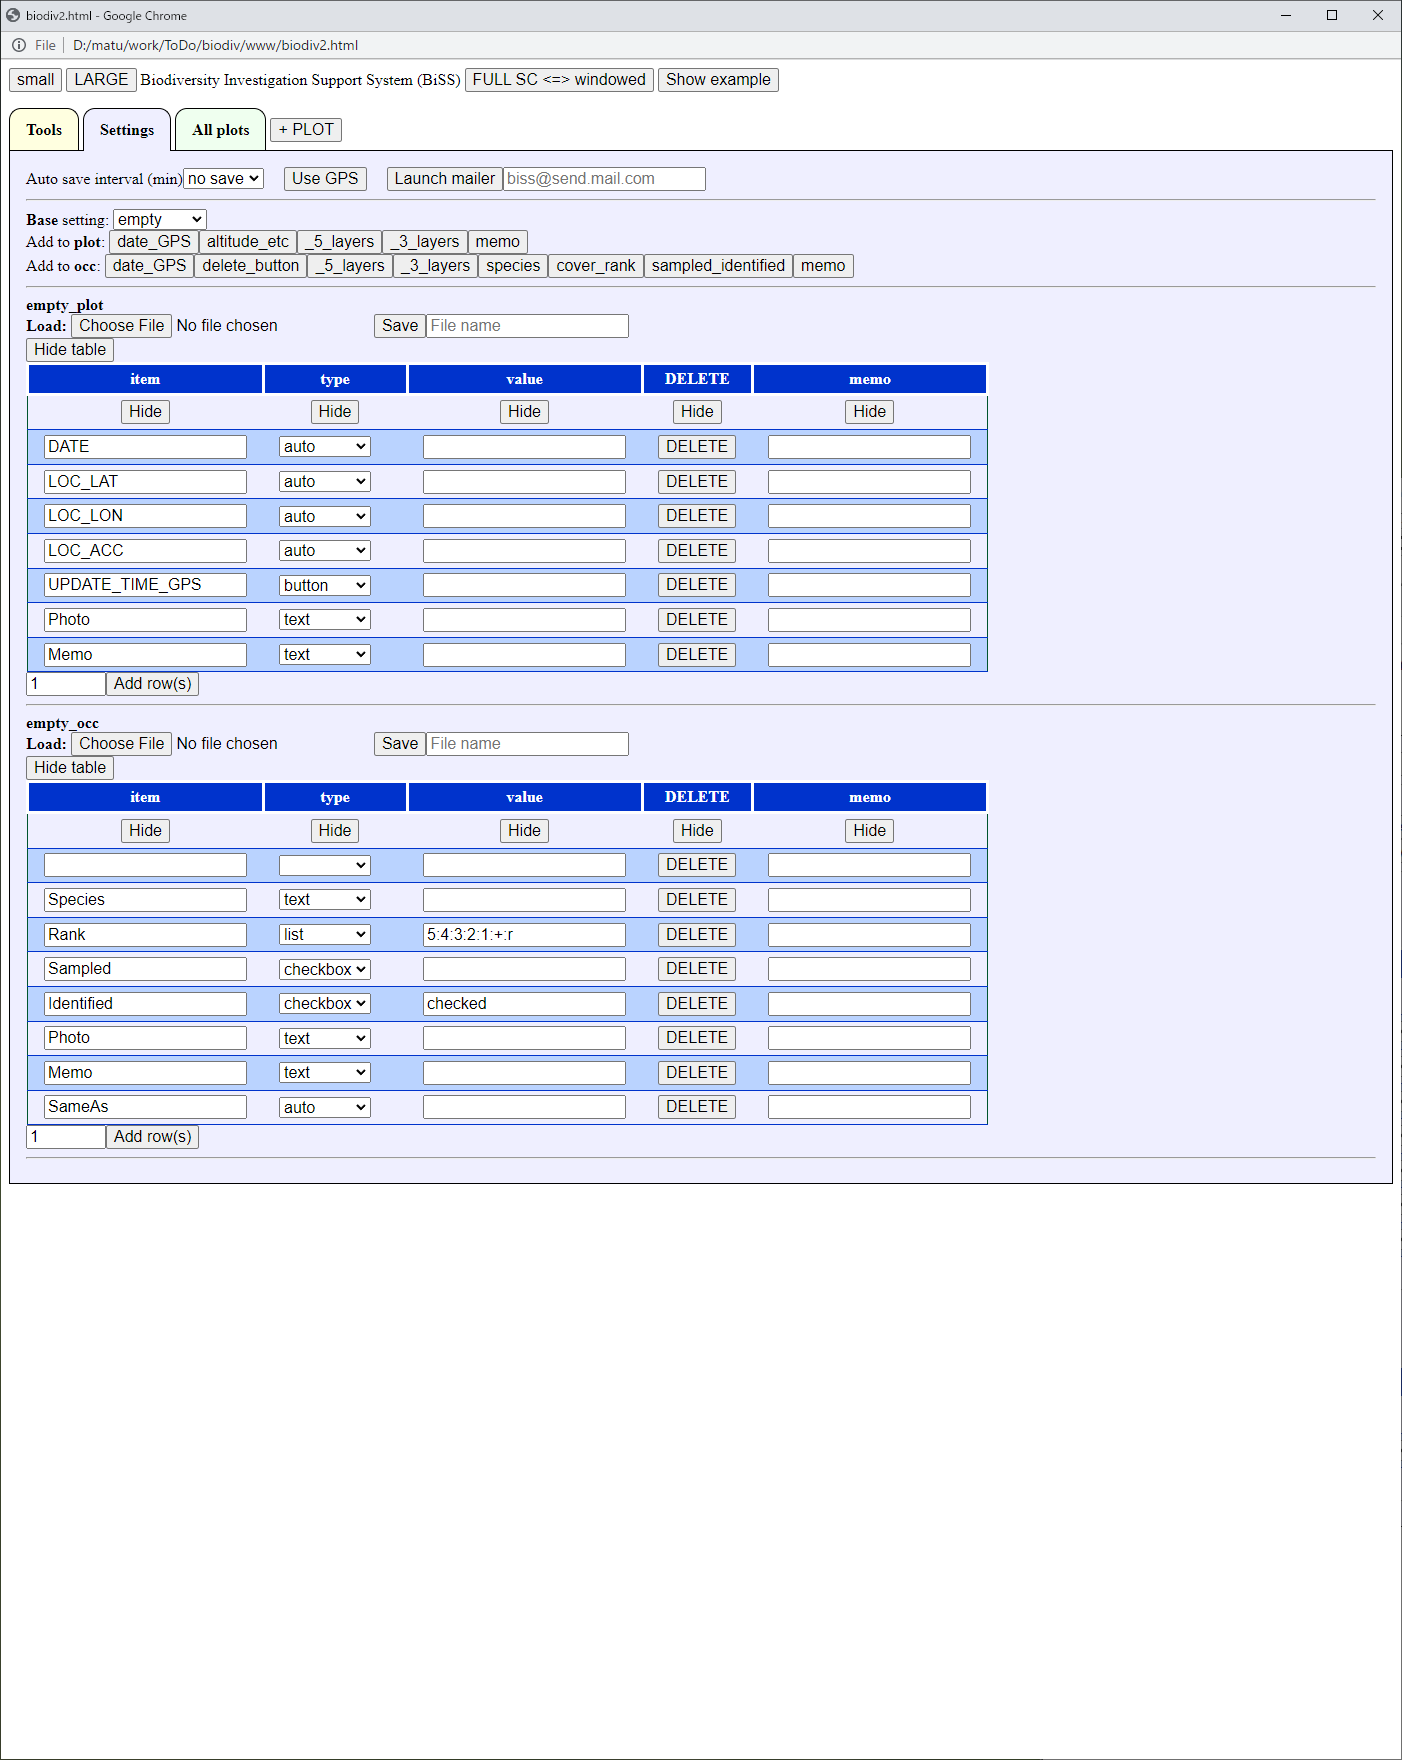 biodiv2.html - Google Chrome
File D:/matu/work/ToDo/biodiv/www/biodiv2.html
small LARGE Biodiversity Investigation Support System (BiSS) FULL SC <=> windowed Show example
Tools Settings All plots + PLOT
Auto save interval (min) no save Use GPS Launch mailer biss@send.mail.com
Base setting: empty
Add to plot: date_GPS altitude_etc _5_layers _3_layers memo
Add to occ: date_GPS delete_button _5_layers _3_layers species cover_rank sampled_identified memo
empty_plot
Load: Choose File No file chosen Save File name
Hide table
item type value DELETE memo
Hide Hide Hide Hide Hide
DATE auto DELETE
LOC_LAT auto DELETE
LOC_LON auto DELETE
LOC_ACC auto DELETE
UPDATE_TIME_GPS button DELETE
Photo text DELETE
Memo text DELETE
1 Add row(s)
empty_occ
Load: Choose File No file chosen Save File name
Hide table
item type value DELETE memo
Hide Hide Hide Hide Hide
DELETE
Species text DELETE
Rank list 5:4:3:2:1:+:r DELETE
Sampled checkbox DELETE
Identified checkbox checked DELETE
Photo text DELETE
Memo text DELETE
SameAs auto DELETE
1 Add row(s)